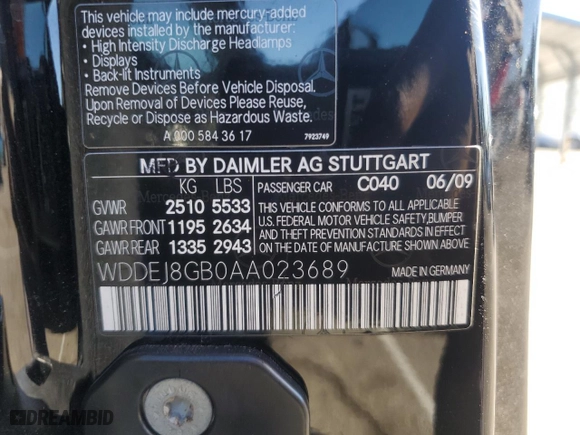 This vehicle may include mercury-added
devices installed by the manufacturer:
• High Intensity Discharge Headlamps
• Displays
• Back-lit Instruments
Remove Devices Before Vehicle Disposal.
Upon Removal of Devices Please Reuse,
Recycle or Dispose as Hazardous Waste.
A 000 584 36 17 7923749
MFD BY DAIMLER AG STUTTGART
KG LBS PASSENGER CAR C040 06/09
GVWR 2510 5533
GAWR FRONT 1195 2634
GAWR REAR 1335 2943
THIS VEHICLE CONFORMS TO ALL APPLICABLE
U.S. FEDERAL MOTOR VEHICLE SAFETY, BUMPER
AND THEFT PREVENTION STANDARDS IN EFFECT
ON THE DATE OF MANUFACTURE SHOWN ABOVE.
WDDEJ8GB0AA023689 MADE IN GERMANY
DREAMBID